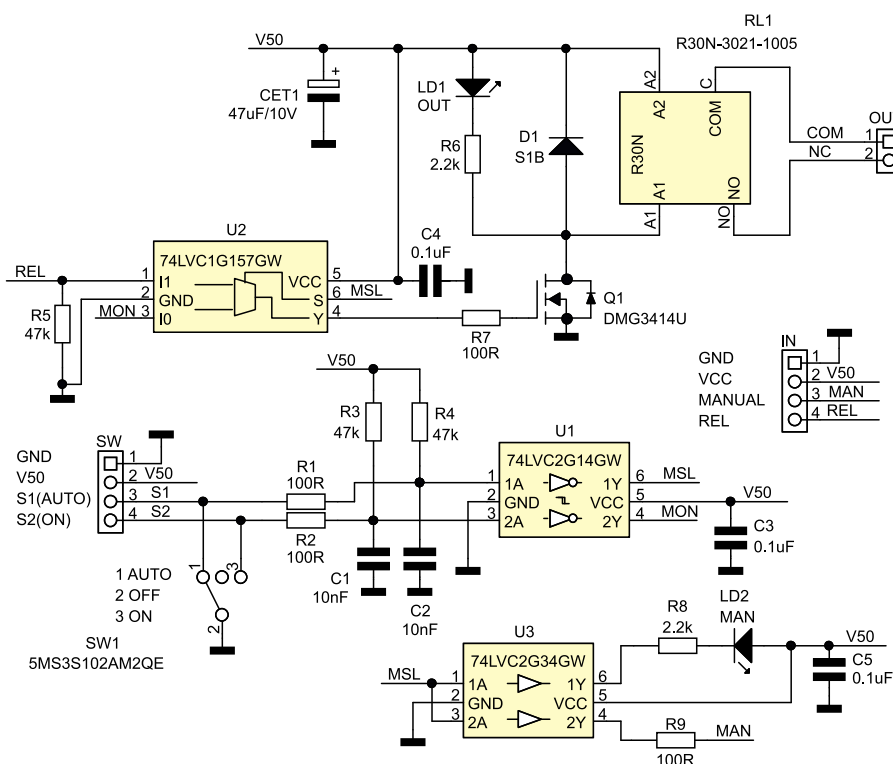 RL1
R30N-3021-1005
V50
CET1
47uF/10V
+
LD1
OUT
R6
2.2k
D1
S1B
A2
A2
C
COM
R30N
A1
A1
NO
NO
OU
COM
1
NC
2
U2
74LVC1G157GW
REL
1
I1
2
GND
MON
3
I0
VCC
5
S
6
MSL
Y
4
R5
47k
C4
0.1uF
R7
100R
Q1
DMG3414U
V50
R3
47k
R4
47k
IN
GND
1
VCC
2
V50
MANUAL
3
MAN
REL
4
REL
SW
GND
1
V50
2
V50
S1(AUTO)
3
S1
S2(ON)
4
S2
R1
100R
R2
100R
U1
74LVC2G14GW
1
1A
2
GND
3
2A
1Y
6
MSL
VCC
5
V50
2Y
4
MON
C3
0.1uF
C1
10nF
C2
10nF
1
3
2
1 AUTO
2 OFF
3 ON
SW1
5MS3S102AM2QE
U3
74LVC2G34GW
MSL
1
1A
2
GND
3
2A
1Y
6
VCC
5
2Y
4
R8
2.2k
LD2
MAN
V50
C5
0.1uF
R9
100R
MAN